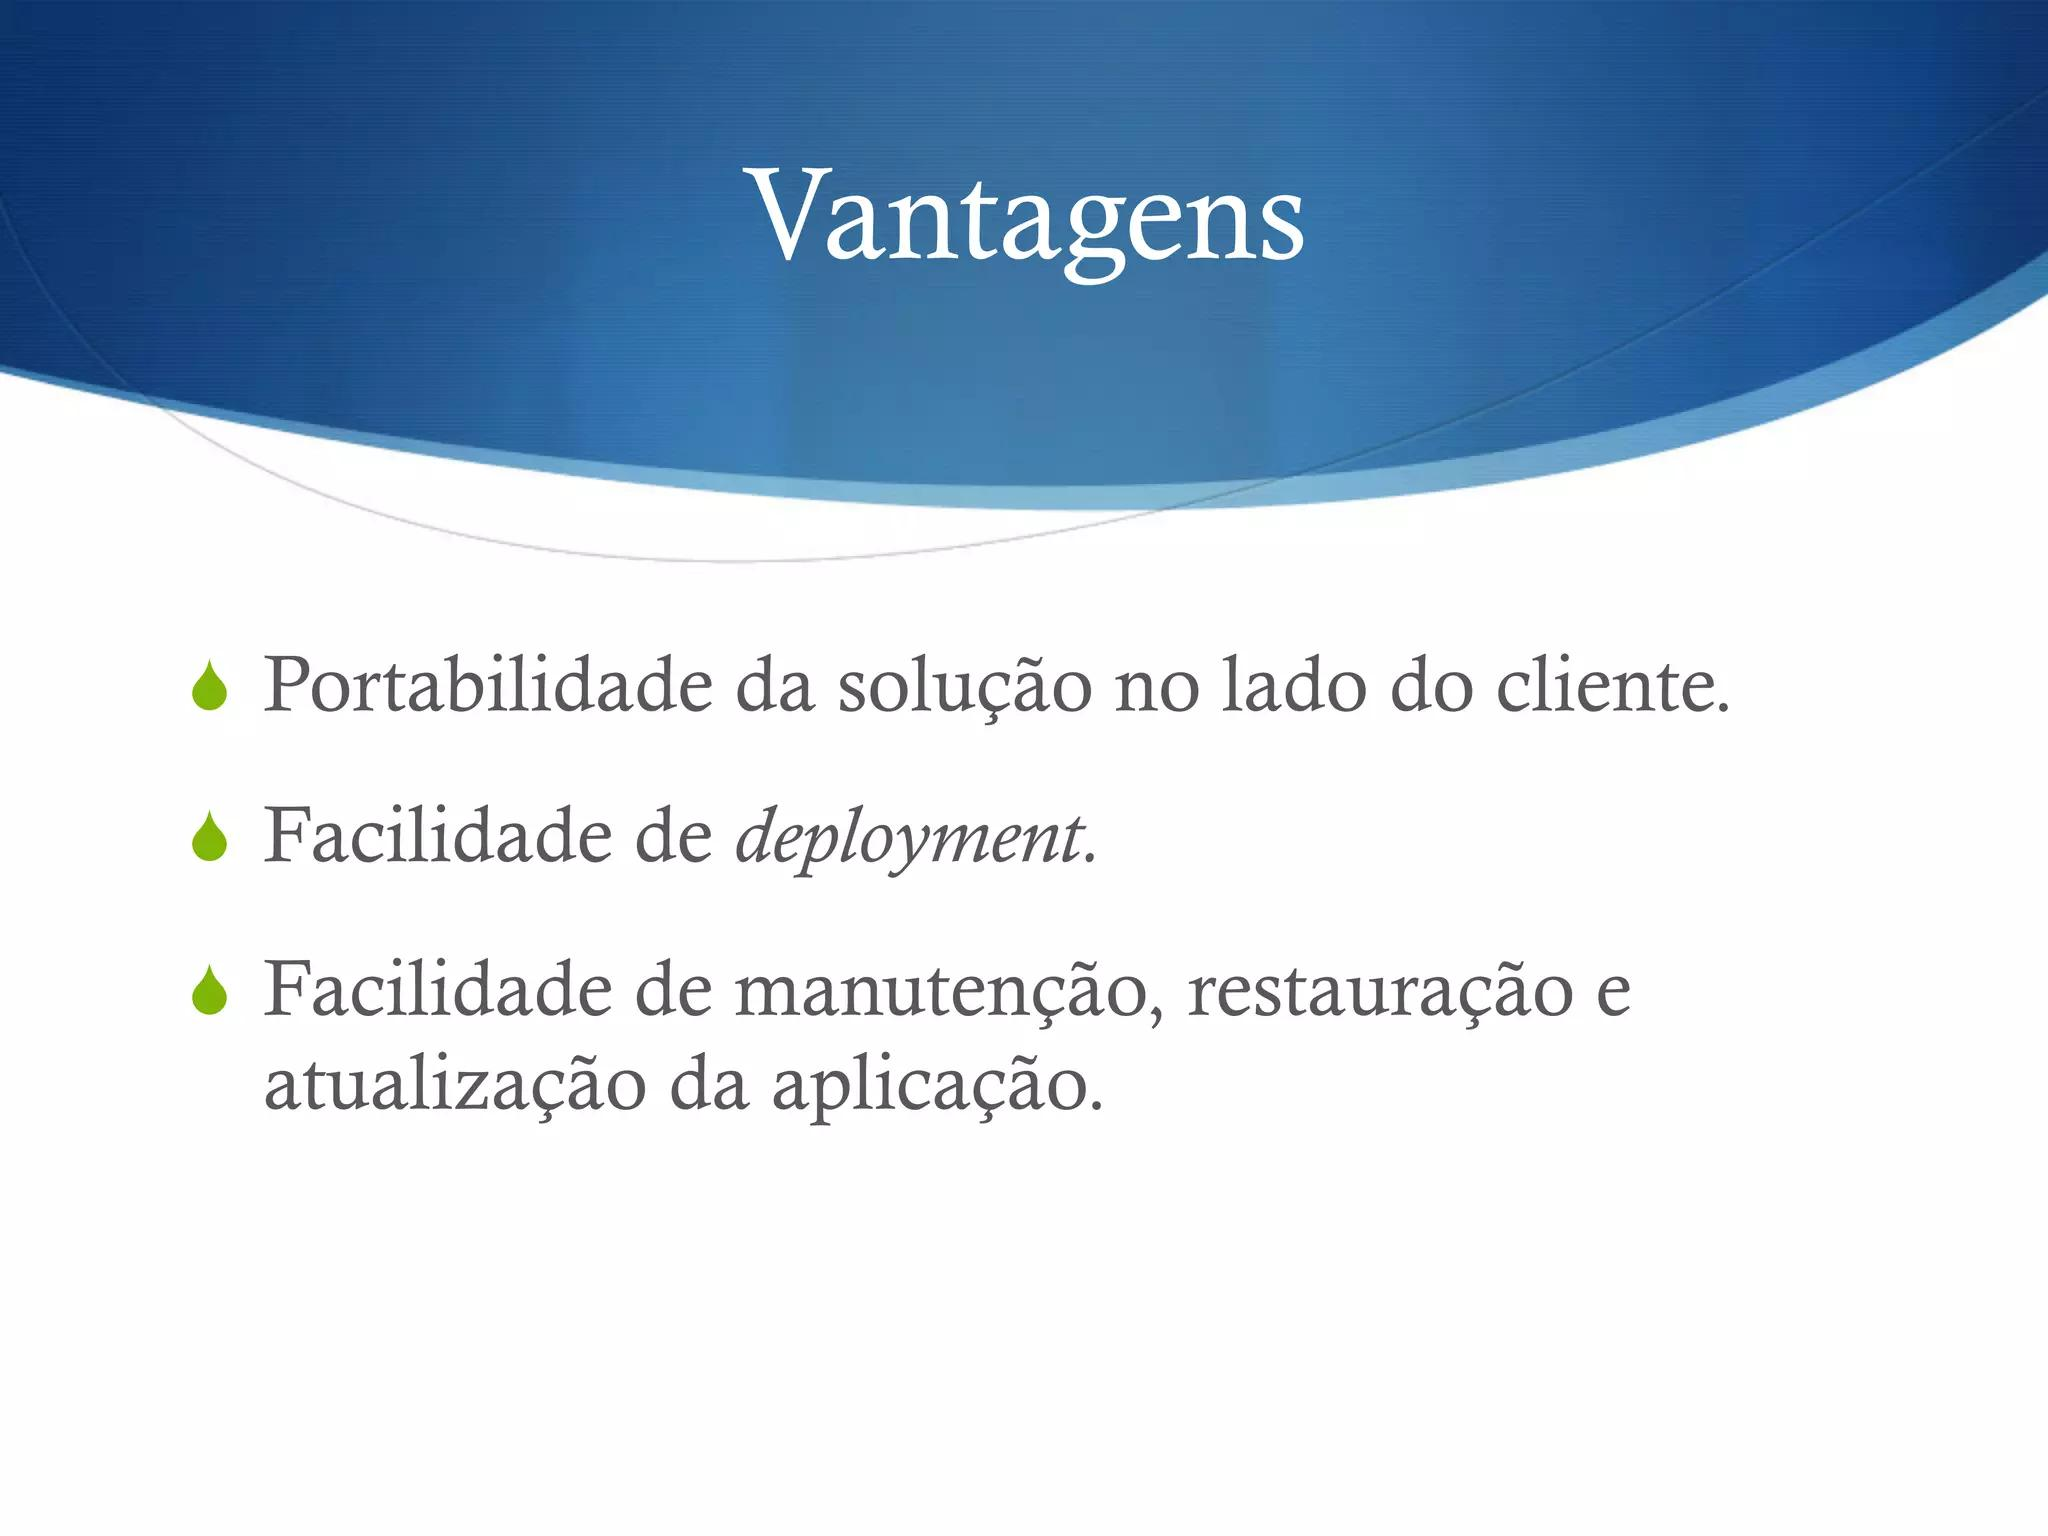 Vantagens
Portabilidade da solução no lado do cliente.
Facilidade de deployment.
Facilidade de manutenção, restauração e
atualização da aplicação.